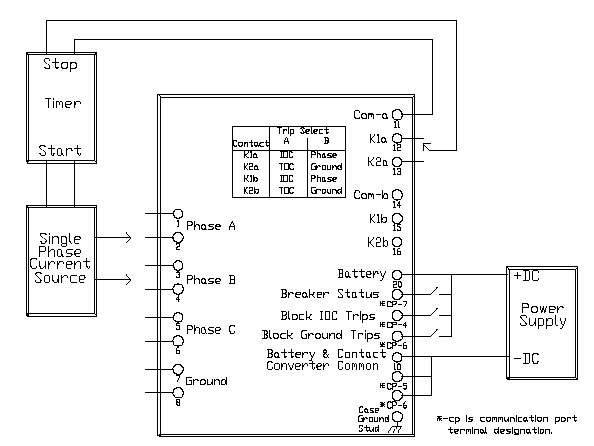 Stop
Timer
Start
Single
Phase
Current
Source
Trip Select
Contact A B
K1a IOC Phase
K2a TOC Ground
K1b IOC Phase
K2b TOC Ground
Com-a
11
K1a
12
K2a
13
Com-b
14
K1b
15
K2b
16
1
Phase A
2
3
Phase B
4
5
Phase C
6
7
Ground
8
Battery
20
Breaker Status
*CP-7
Block IOC Trips
*CP-4
Block Ground Trips
*CP-6
Battery & Contact
Converter Common
10
*CP-5
*CP-6
Case
Ground
Stud
+DC
Power
Supply
-DC
*-cp is communication port
terminal designation.